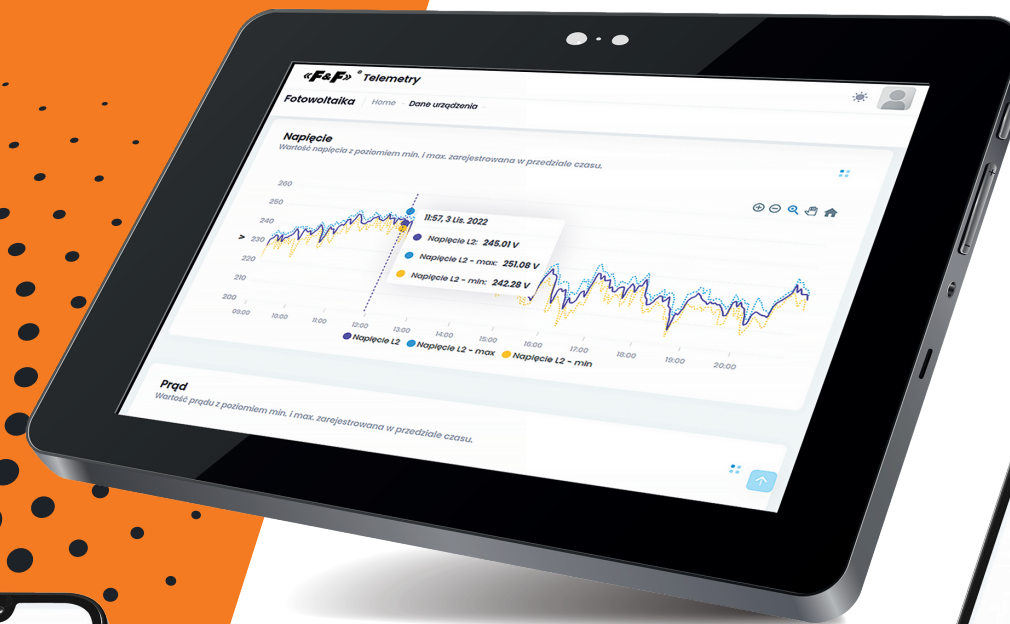 «F&F»® Telemetry
Fotowoltaika Home Dane urządzenia
Napięcie
Wartość napięcia z poziomiem min. i max. zarejestrowana w przedziale czasu.
260
250
240
230
220
210
200
V
11:57, 3 Lis. 2022
Napięcie L2: 245.01 V
Napięcie L2 - max: 251.08 V
Napięcie L2 - min: 242.28 V
09:00 10:00 11:00 12:00 13:00 14:00 15:00 16:00 17:00 18:00 19:00 20:00
Napięcie L2 Napięcie L2 - max Napięcie L2 - min
Prąd
Wartość prądu z poziomiem min. i max. zarejestrowana w przedziale czasu.